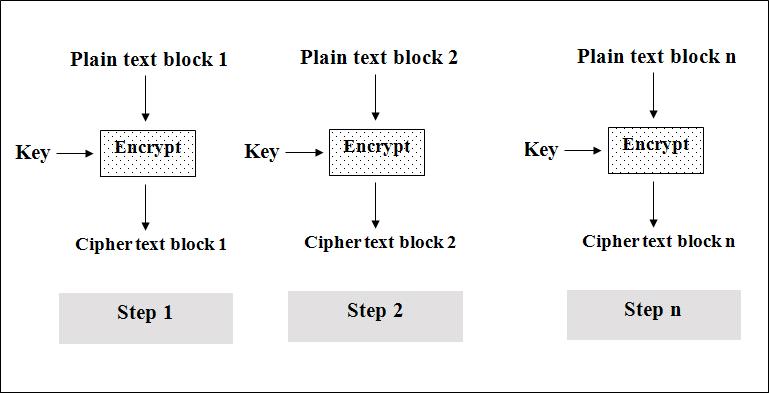 Plain text block 1
Plain text block 2
Plain text block n
Key
Encrypt
Key
Encrypt
Key
Encrypt
Cipher text block 1
Cipher text block 2
Cipher text block n
Step 1
Step 2
Step n